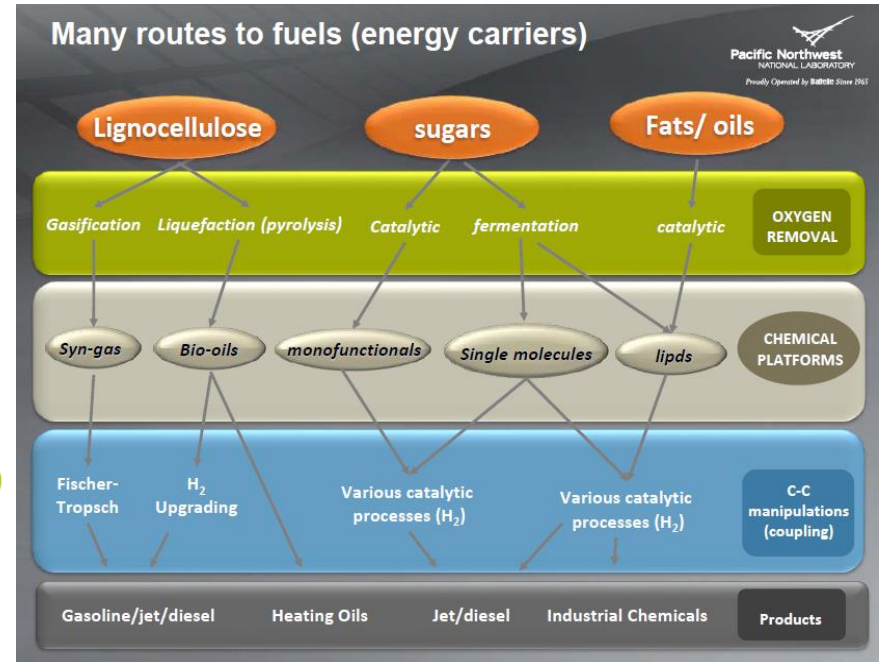 Many routes to fuels (energy carriers)
Pacific Northwest
NATIONAL LABORATORY
Proudly Operated by Battelle Since 1965
Lignocellulose
sugars
Fats/ oils
Gasification
Liquefaction (pyrolysis)
Catalytic
fermentation
catalytic
OXYGEN
REMOVAL
Syn-gas
Bio-oils
monofunctionals
Single molecules
lipds
CHEMICAL
PLATFORMS
Fischer-
Tropsch
H2
Upgrading
Various catalytic
processes (H2)
Various catalytic
processes (H2)
C-C
manipulations
(coupling)
Gasoline/jet/diesel
Heating Oils
Jet/diesel
Industrial Chemicals
Products